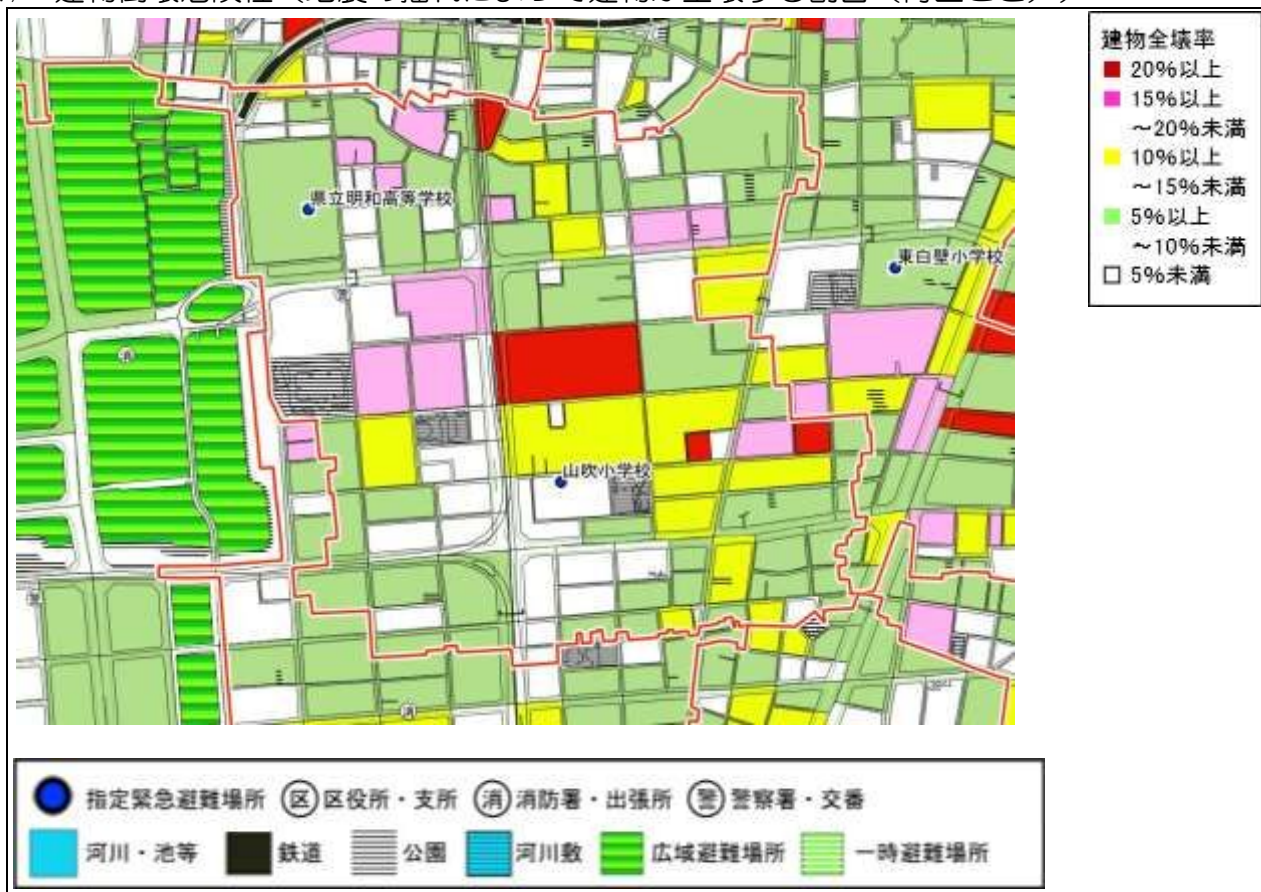 建物全壊率
20%以上
15%以上
~20%未満
10%以上
~15%未満
5%以上
~10%未満
5%未満
県立明和高等学校
東白壁小学校
消
山吹小学校
消
指定緊急避難場所 区 区役所・支所 消 消防署・出張所 警 警察署・交番
河川・池等 鉄道 公園 河川敷 広域避難場所 一時避難場所